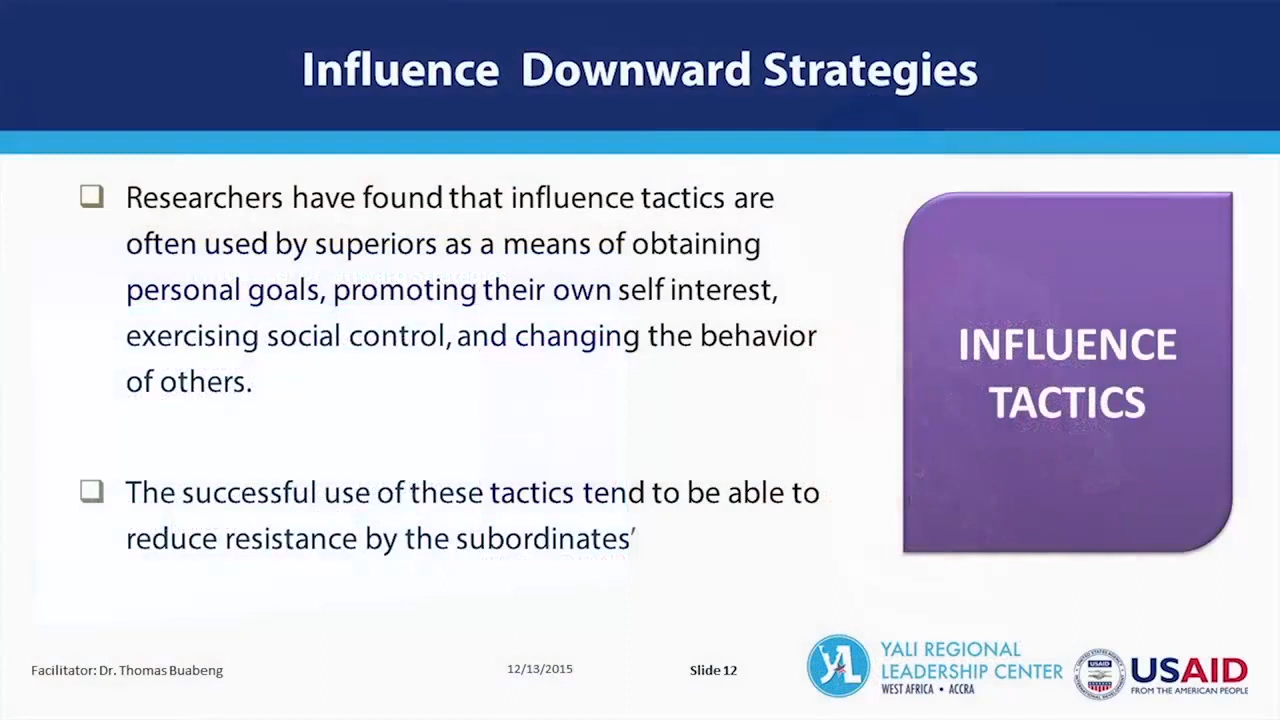 Influence Downward Strategies
Researchers have found that influence tactics are
often used by superiors as a means of obtaining
personal goals, promoting their own self interest,
exercising social control, and changing the behavior
of others.
The successful use of these tactics tend to be able to
reduce resistance by the subordinates’
INFLUENCE
TACTICS
Facilitator: Dr. Thomas Buabeng
12/13/2015
Slide 12
YALI REGIONAL
LEADERSHIP CENTER
WEST AFRICA • ACCRA
USAID
USAID
FROM THE AMERICAN PEOPLE